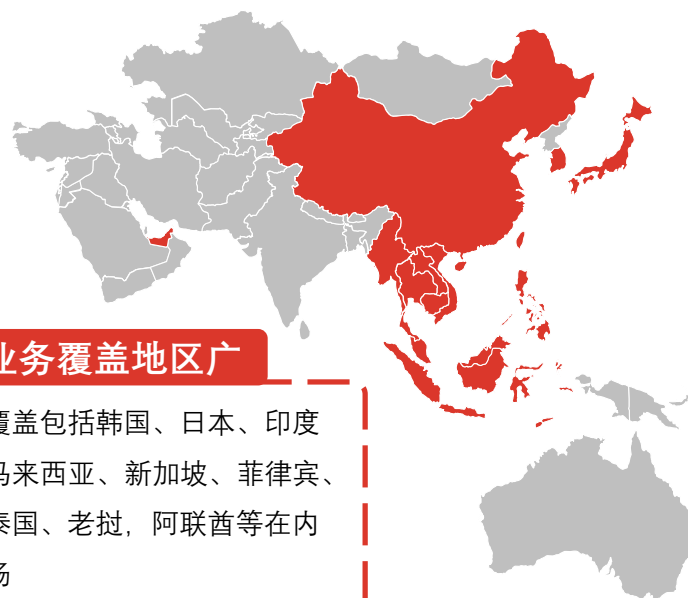 业务覆盖地区广
覆盖包括韩国、日本、印度
马来西亚、新加坡、菲律宾、
泰国、老挝，阿联酋等在内
场